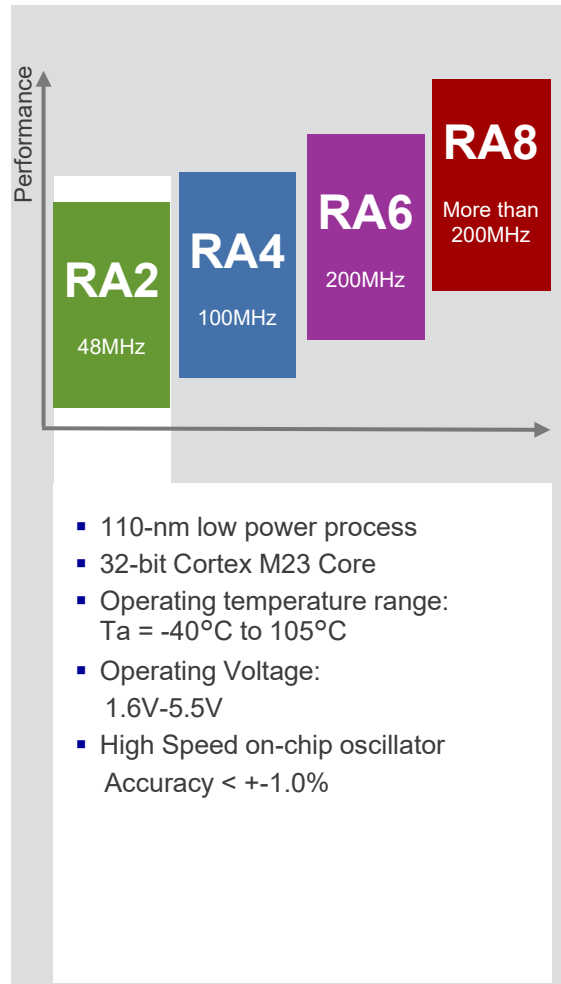 Performance
RA8
More than
200MHz
RA6
200MHz
RA4
100MHz
RA2
48MHz
▪ 110-nm low power process
▪ 32-bit Cortex M23 Core
▪ Operating temperature range:
Ta = -40°C to 105°C
▪ Operating Voltage:
1.6V-5.5V
▪ High Speed on-chip oscillator
Accuracy < +-1.0%